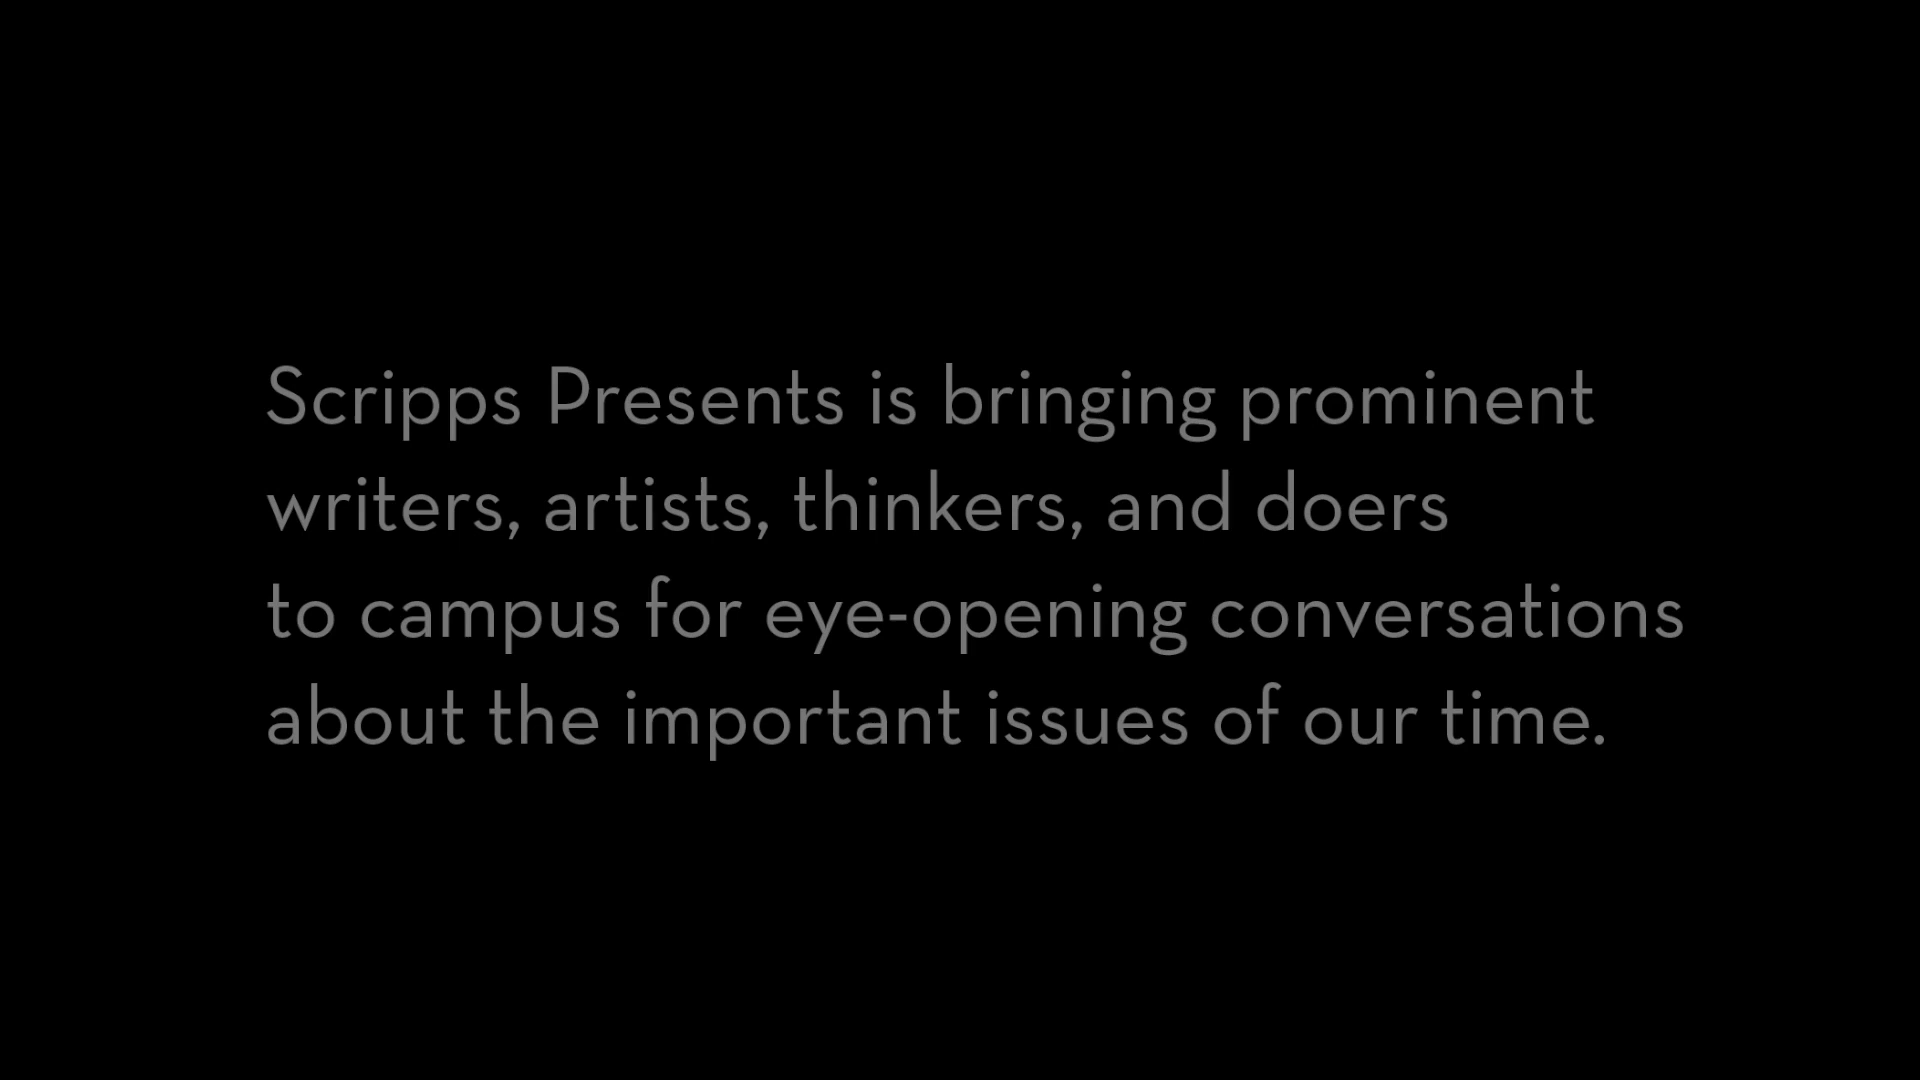 Scripps Presents is bringing prominent
writers, artists, thinkers, and doers
to campus for eye-opening conversations
about the important issues of our time.